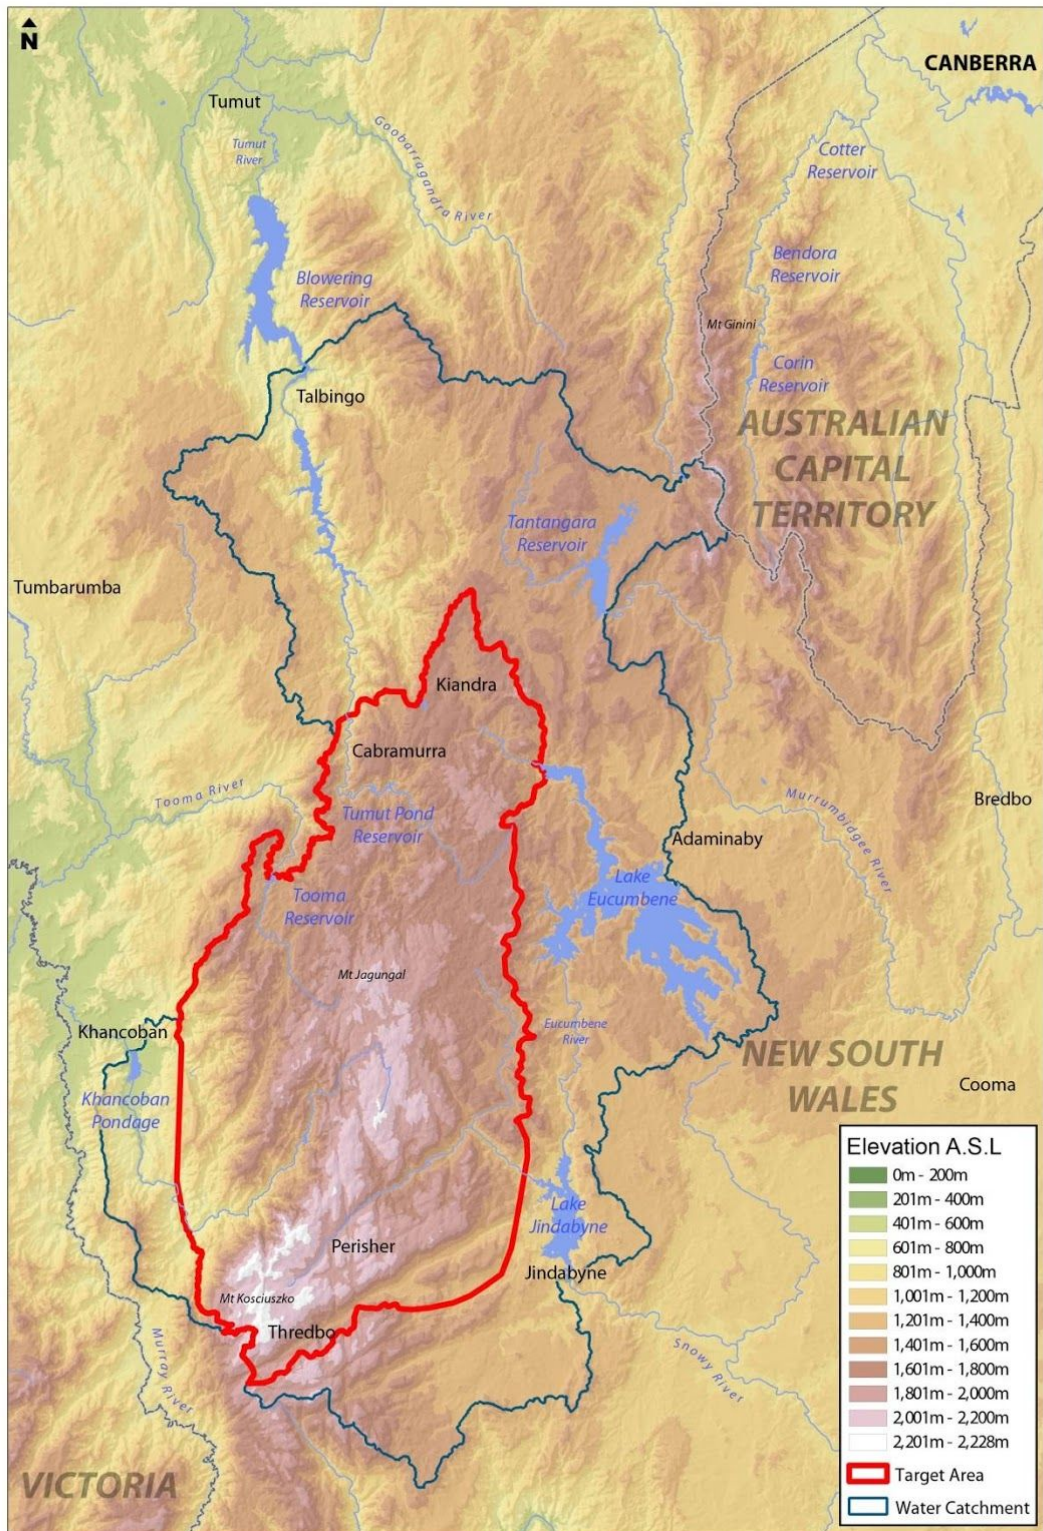 N
CANBERRA
Tumut
Tumut
River
Goobarragandra River
Cotter
Reservoir
Bendora
Reservoir
Blowering
Reservoir
Mt Ginini
Corin
Reservoir
Talbingo
AUSTRALIAN
CAPITAL
TERRITORY
Tantangara
Reservoir
Tumbarumba
Kiandra
Cabramurra
Tooma River
Tumut Pond
Reservoir
Murrumbidgee River
Bredbo
Adaminaby
Lake
Eucumbene
Tooma
Reservoir
Mt Jagungal
Khancoban
Eucumbene
River
NEW SOUTH
WALES
Cooma
Khancoban
Pondage
Lake
Jindabyne
Perisher
Jindabyne
Mt Kosciuszko
Thredbo
Murray River
Snowy River
VICTORIA
Elevation A.S.L
0m - 200m
201m - 400m
401m - 600m
601m - 800m
801m - 1,000m
1,001m - 1,200m
1,201m - 1,400m
1,401m - 1,600m
1,601m - 1,800m
1,801m - 2,000m
2,001m - 2,200m
2,201m - 2,228m
Target Area
Water Catchment